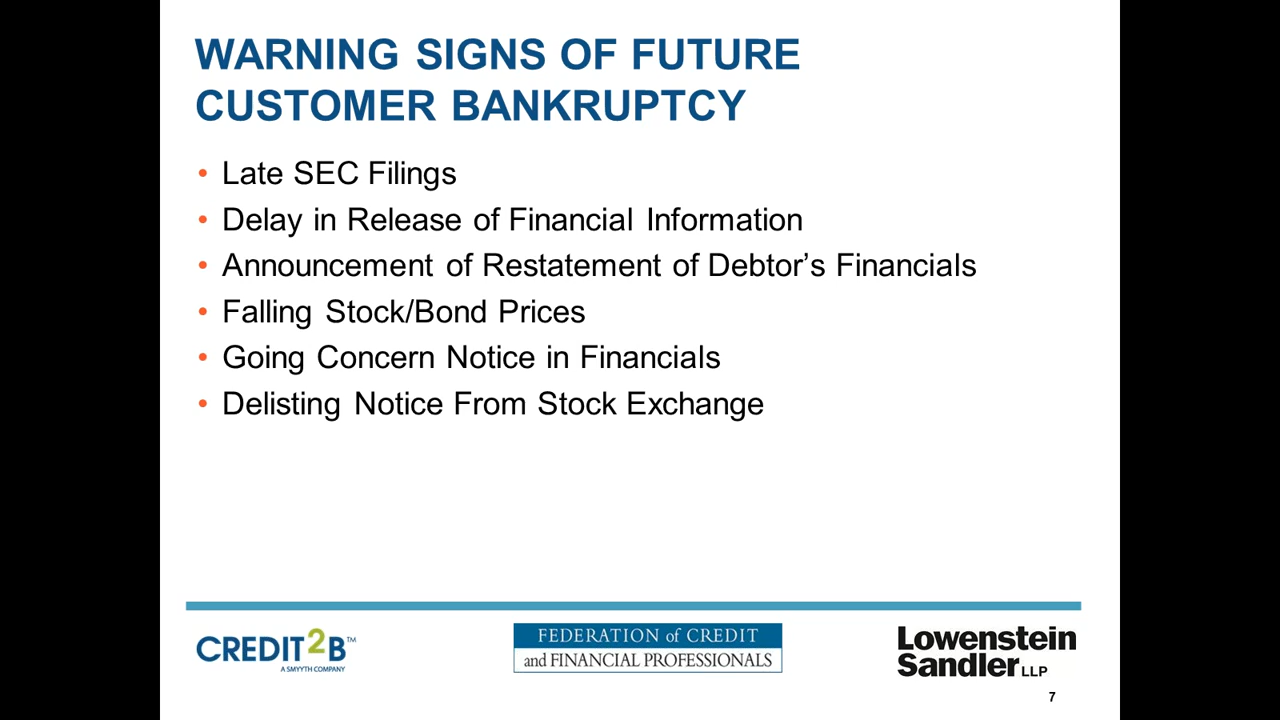 WARNING SIGNS OF FUTURE
CUSTOMER BANKRUPTCY
• Late SEC Filings
• Delay in Release of Financial Information
• Announcement of Restatement of Debtor’s Financials
• Falling Stock/Bond Prices
• Going Concern Notice in Financials
• Delisting Notice From Stock Exchange
CREDIT2B™
A SMYYTH COMPANY
FEDERATION of CREDIT
and FINANCIAL PROFESSIONALS
Lowenstein
Sandler LLP
7